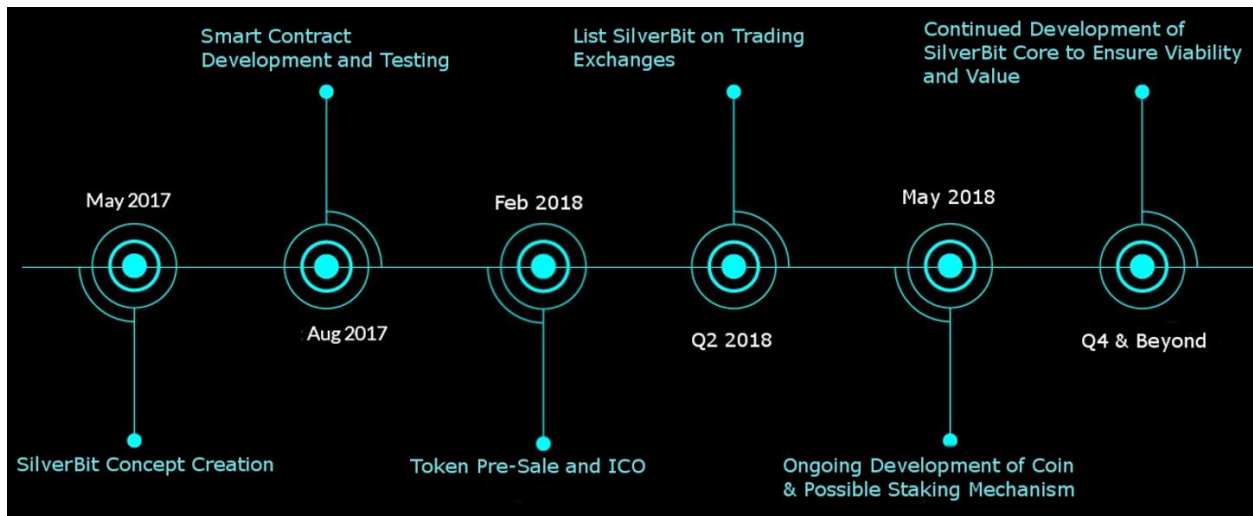 Smart Contract
Development and Testing
List SilverBit on Trading
Exchanges
Continued Development of
SilverBit Core to Ensure Viability
and Value
May 2017
Feb 2018
May 2018
Aug 2017
Q2 2018
Q4 & Beyond
SilverBit Concept Creation
Token Pre-Sale and ICO
Ongoing Development of Coin
& Possible Staking Mechanism